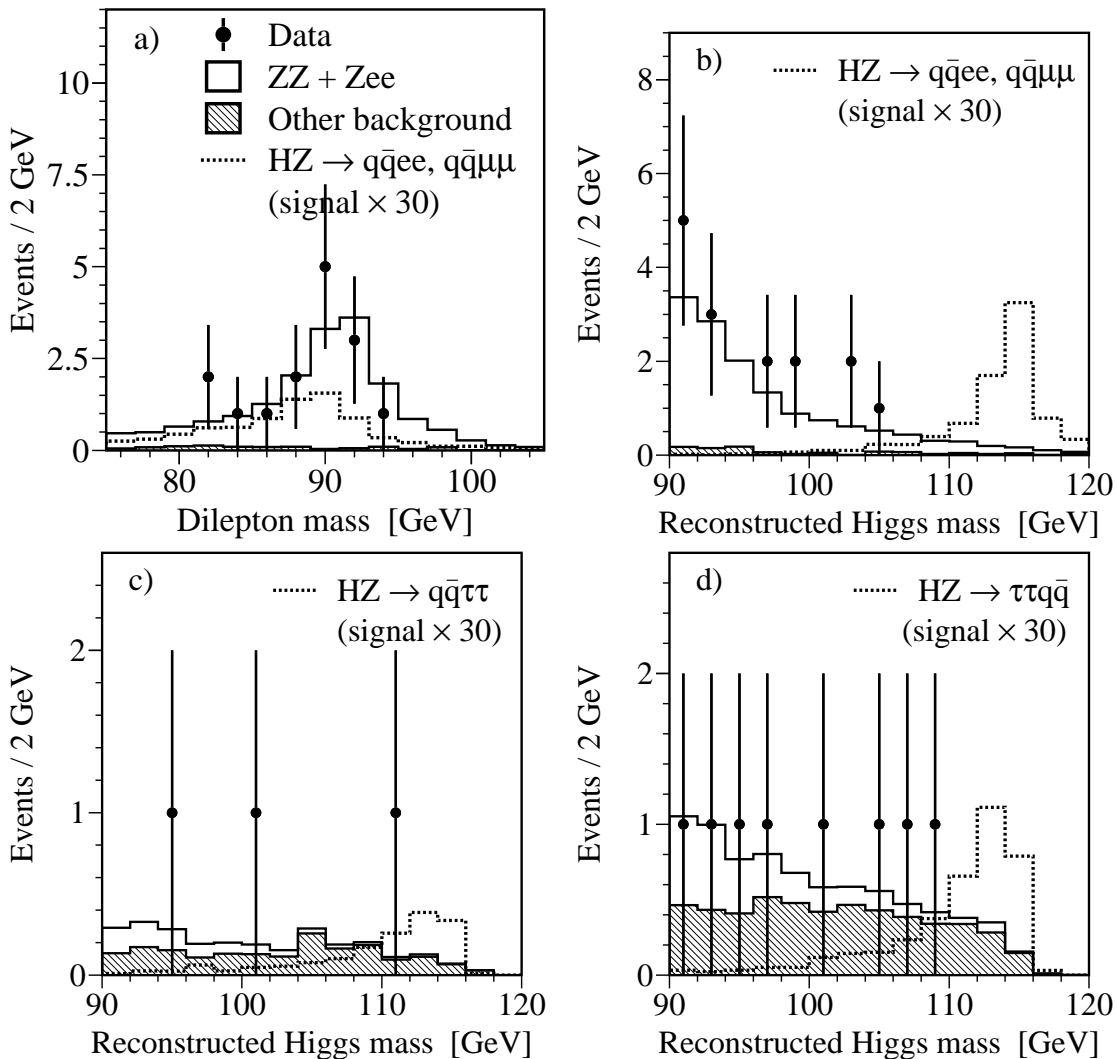 a)
Data
ZZ + Zee
Other background
HZ → qq̄ee, qq̄μμ
(signal × 30)
10
7.5
5
2.5
0
80 90 100
Events / 2 GeV
Dilepton mass [GeV]
b)
HZ → qq̄ee, qq̄μμ
(signal × 30)
8
6
4
2
0
90 100 110 120
Events / 2 GeV
Reconstructed Higgs mass [GeV]
c)
HZ → qq̄ττ
(signal × 30)
2
1
0
90 100 110 120
Events / 2 GeV
Reconstructed Higgs mass [GeV]
d)
HZ → ττqq̄
(signal × 30)
2
1
0
90 100 110 120
Events / 2 GeV
Reconstructed Higgs mass [GeV]